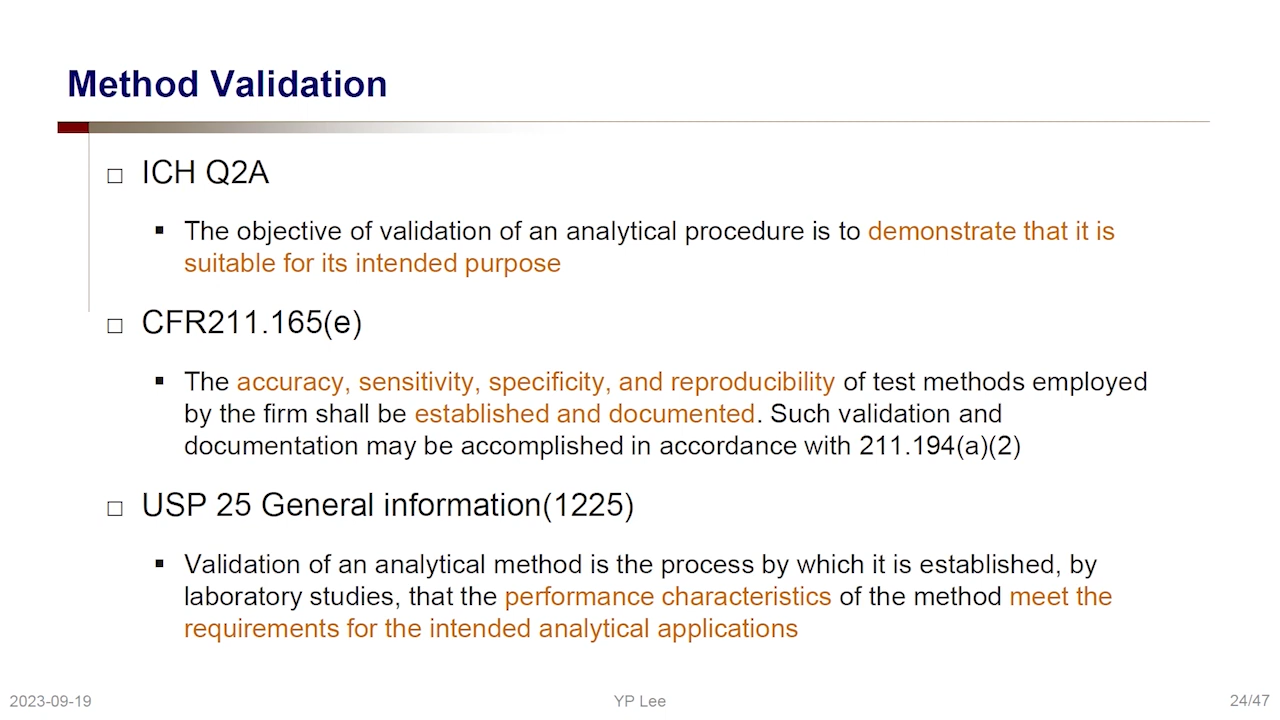 Method Validation
□ ICH Q2A
▪ The objective of validation of an analytical procedure is to demonstrate that it is
suitable for its intended purpose
□ CFR211.165(e)
▪ The accuracy, sensitivity, specificity, and reproducibility of test methods employed
by the firm shall be established and documented. Such validation and
documentation may be accomplished in accordance with 211.194(a)(2)
□ USP 25 General information(1225)
▪ Validation of an analytical method is the process by which it is established, by
laboratory studies, that the performance characteristics of the method meet the
requirements for the intended analytical applications
2023-09-19
YP Lee
24/47